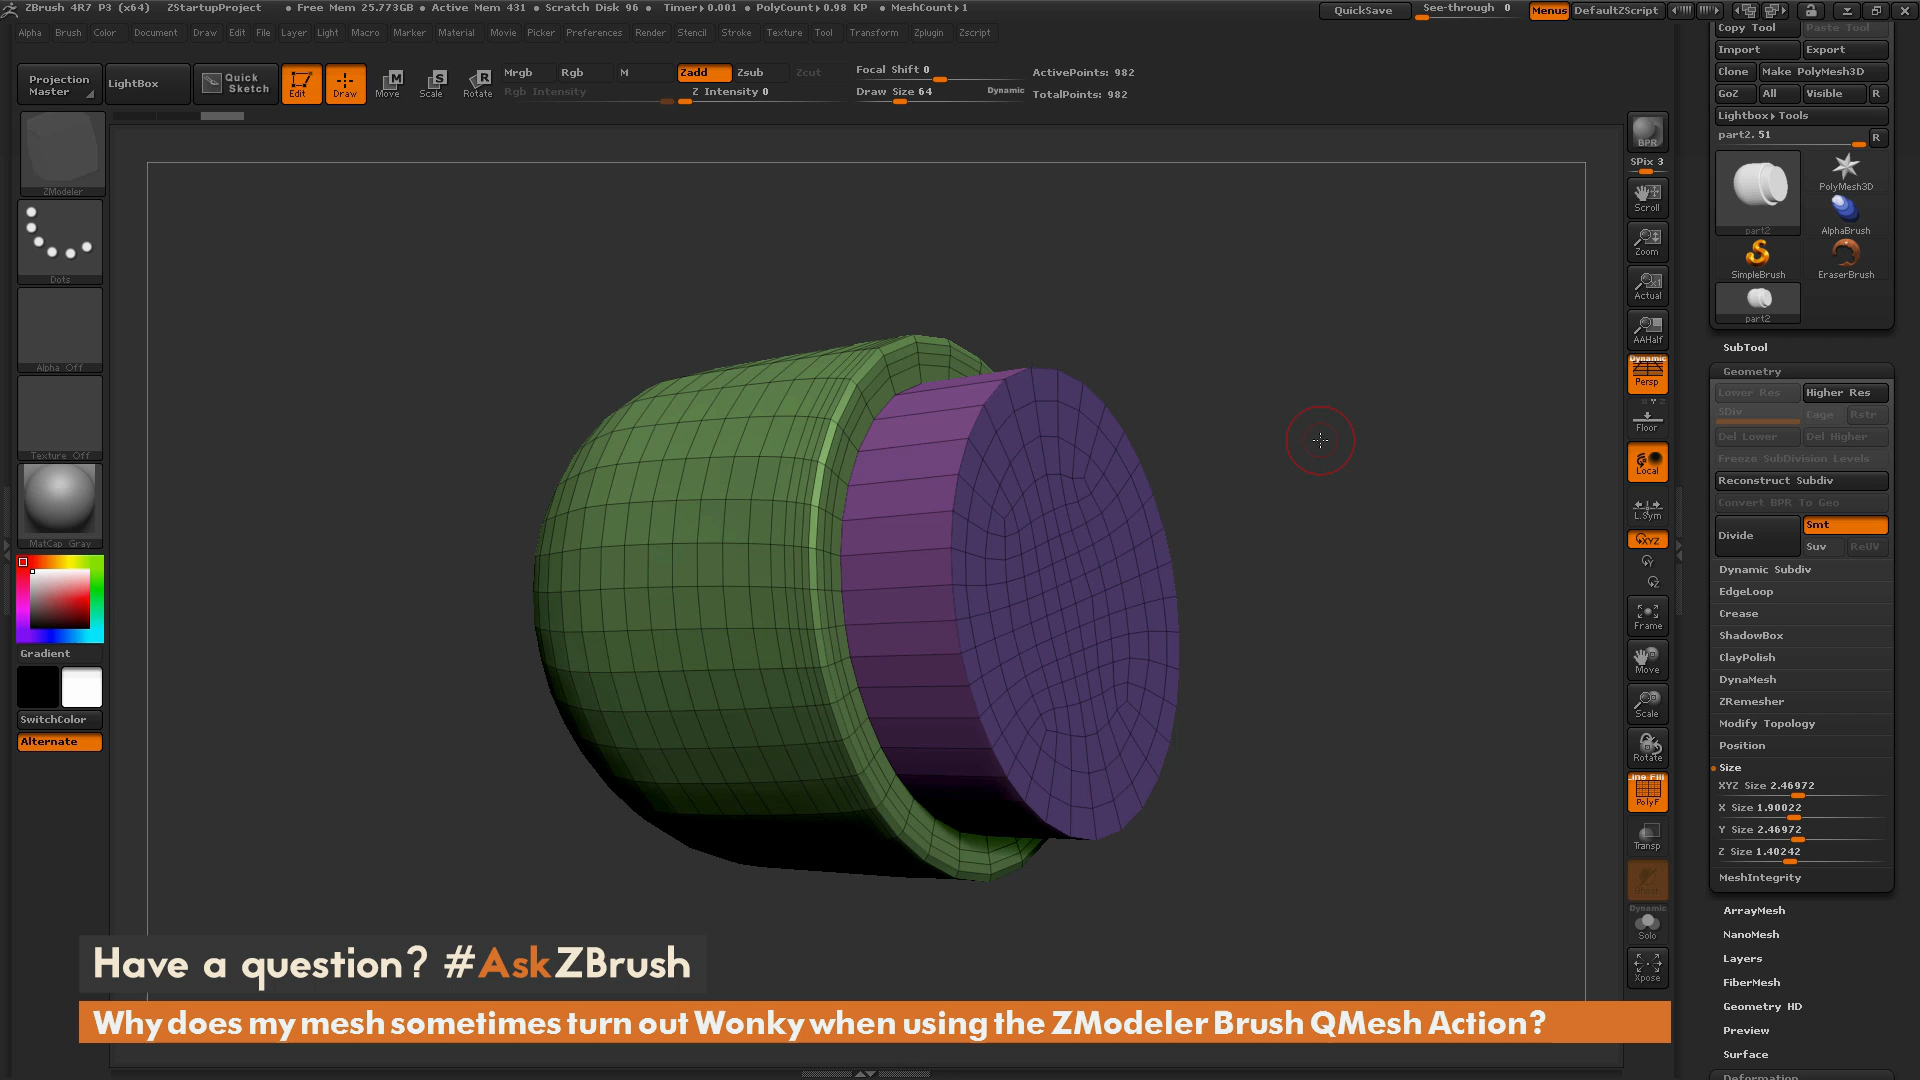 ZBrush 4R7 P3 (x64) ZStartupProject • Free Mem 25.773GB • Active Mem 431 • Scratch Disk 96 • Timer▸0.001 • PolyCount▸0.98 KP • MeshCount▸1 QuickSave See-through 0 Menus DefaultZScript
Alpha Brush Color Document Draw Edit File Layer Light Macro Marker Material Movie Picker Preferences Render Stencil Stroke Texture Tool Transform Zplugin Zscript
Projection Master
LightBox
Quick Sketch
Edit
Draw
Move
Scale
Rotate
Mrgb Rgb M Zadd Zsub Zcut
Rgb Intensity Z Intensity 0
Focal Shift 0
Draw Size 64 Dynamic
ActivePoints: 982
TotalPoints: 982
ZModeler
Dots
Alpha Off
Texture Off
MatCap Gray
Gradient
SwitchColor
Alternate
BPR
SPix 3
Scroll
Zoom
Actual
AAHalf
Dynamic
Persp
Floor
Local
L.Sym
XYZ
Y
Z
Frame
Move
Scale
Rotate
Line Fill
PolyF
Transp
Ghost
Dynamic
Solo
Xpose
Copy Tool Paste Tool
Import Export
Clone Make PolyMesh3D
GoZ All Visible R
Lightbox▸Tools
part2. 51 R
part2
PolyMesh3D
AlphaBrush
SimpleBrush EraserBrush
part2
SubTool
Geometry
Lower Res Higher Res
SDiv Cage Rstr
Del Lower Del Higher
Freeze SubDivision Levels
Reconstruct Subdiv
Convert BPR To Geo
Divide Smt
Suv ReUV
Dynamic Subdiv
EdgeLoop
Crease
ShadowBox
ClayPolish
DynaMesh
ZRemesher
Modify Topology
Position
Size
XYZ Size 2.46972
X Size 1.90022
Y Size 2.46972
Z Size 1.40242
MeshIntegrity
ArrayMesh
NanoMesh
Layers
FiberMesh
Geometry HD
Preview
Surface
Deformation
Have a question? #AskZBrush
Why does my mesh sometimes turn out Wonky when using the ZModeler Brush QMesh Action?